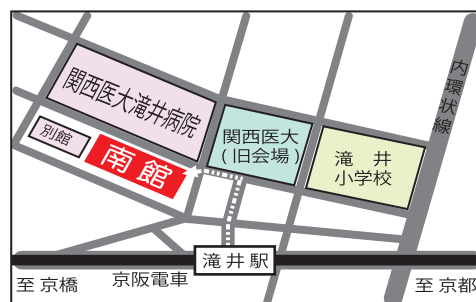 内環状線
関西医大滝井病院
別館
南館
関西医大
(旧会場)
滝井
小学校
滝井駅
至 京橋
京阪電車
至 京都